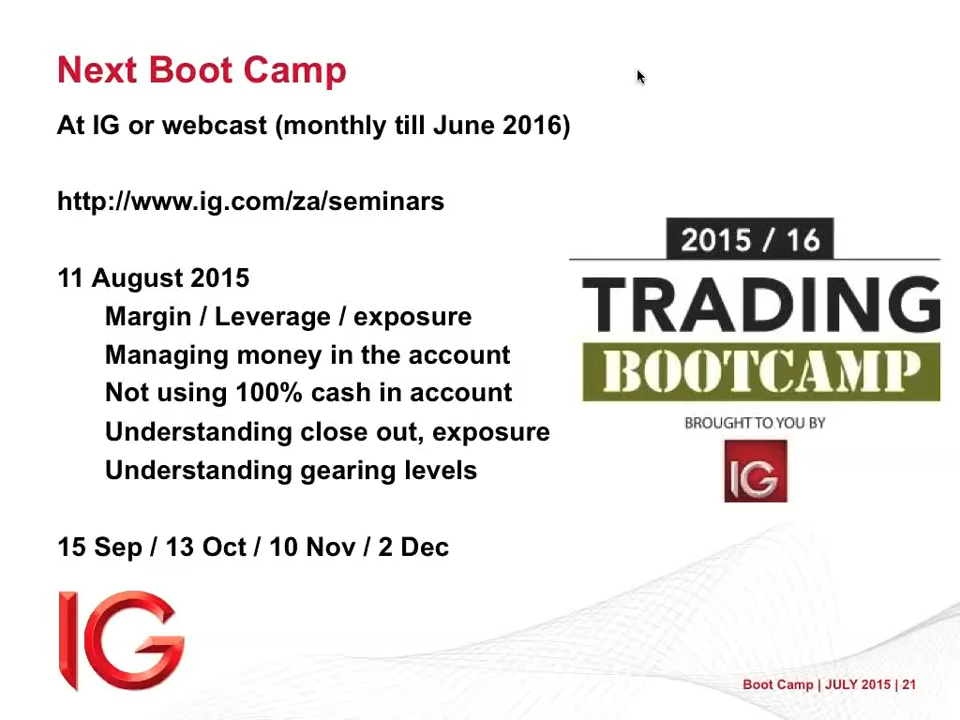 Next Boot Camp
At IG or webcast (monthly till June 2016)
http://www.ig.com/za/seminars
11 August 2015
Margin / Leverage / exposure
Managing money in the account
Not using 100% cash in account
Understanding close out, exposure
Understanding gearing levels
15 Sep / 13 Oct / 10 Nov / 2 Dec
2015 / 16
TRADING
BOOTCAMP
BROUGHT TO YOU BY
IG
IG
Boot Camp | JULY 2015 | 21